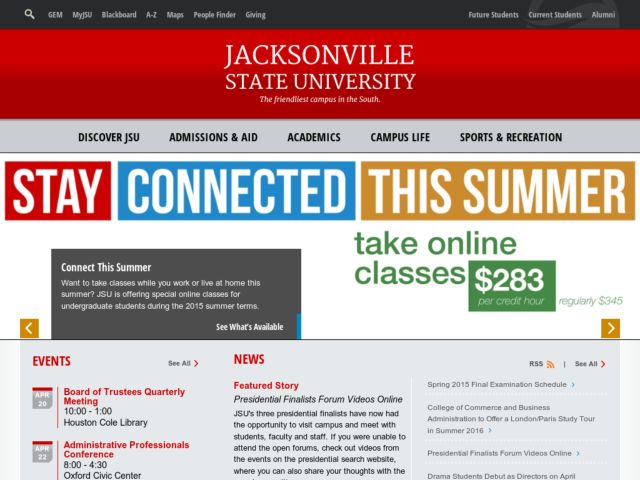 GEM MyJSU Blackboard A-Z Maps People Finder Giving Future Students Current Students Alumni
JACKSONVILLE
STATE UNIVERSITY
The friendliest campus in the South.
DISCOVER JSU ADMISSIONS & AID ACADEMICS CAMPUS LIFE SPORTS & RECREATION
STAY CONNECTED THIS SUMMER
take online
classes $283
per credit hour regularly $345
Connect This Summer
Want to take classes while you work or live at home this
summer? JSU is offering special online classes for
undergraduate students during the 2015 summer terms.
See What's Available
EVENTS See All
APR
20
Board of Trustees Quarterly
Meeting
10:00 - 1:00
Houston Cole Library
APR
22
Administrative Professionals
Conference
8:00 - 4:30
Oxford Civic Center
NEWS RSS | See All
Featured Story
Presidential Finalists Forum Videos Online
JSU's three presidential finalists have now had
the opportunity to visit campus and meet with
students, faculty and staff. If you were unable to
attend the open forums, check out videos from
the events on the presidential search website,
where you can also share your thoughts with the
Spring 2015 Final Examination Schedule
College of Commerce and Business
Administration to Offer a London/Paris Study Tour
in Summer 2016
Presidential Finalists Forum Videos Online
Drama Students Debut as Directors on April